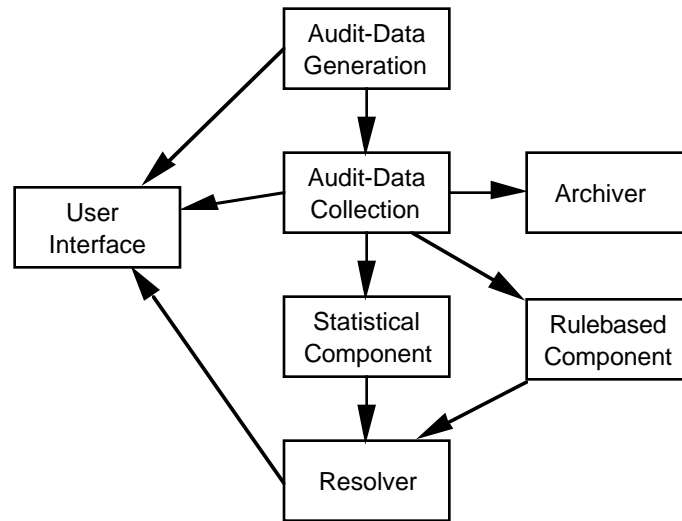 Audit-Data
Generation
Audit-Data
Collection
Archiver
User
Interface
Statistical
Component
Rulebased
Component
Resolver